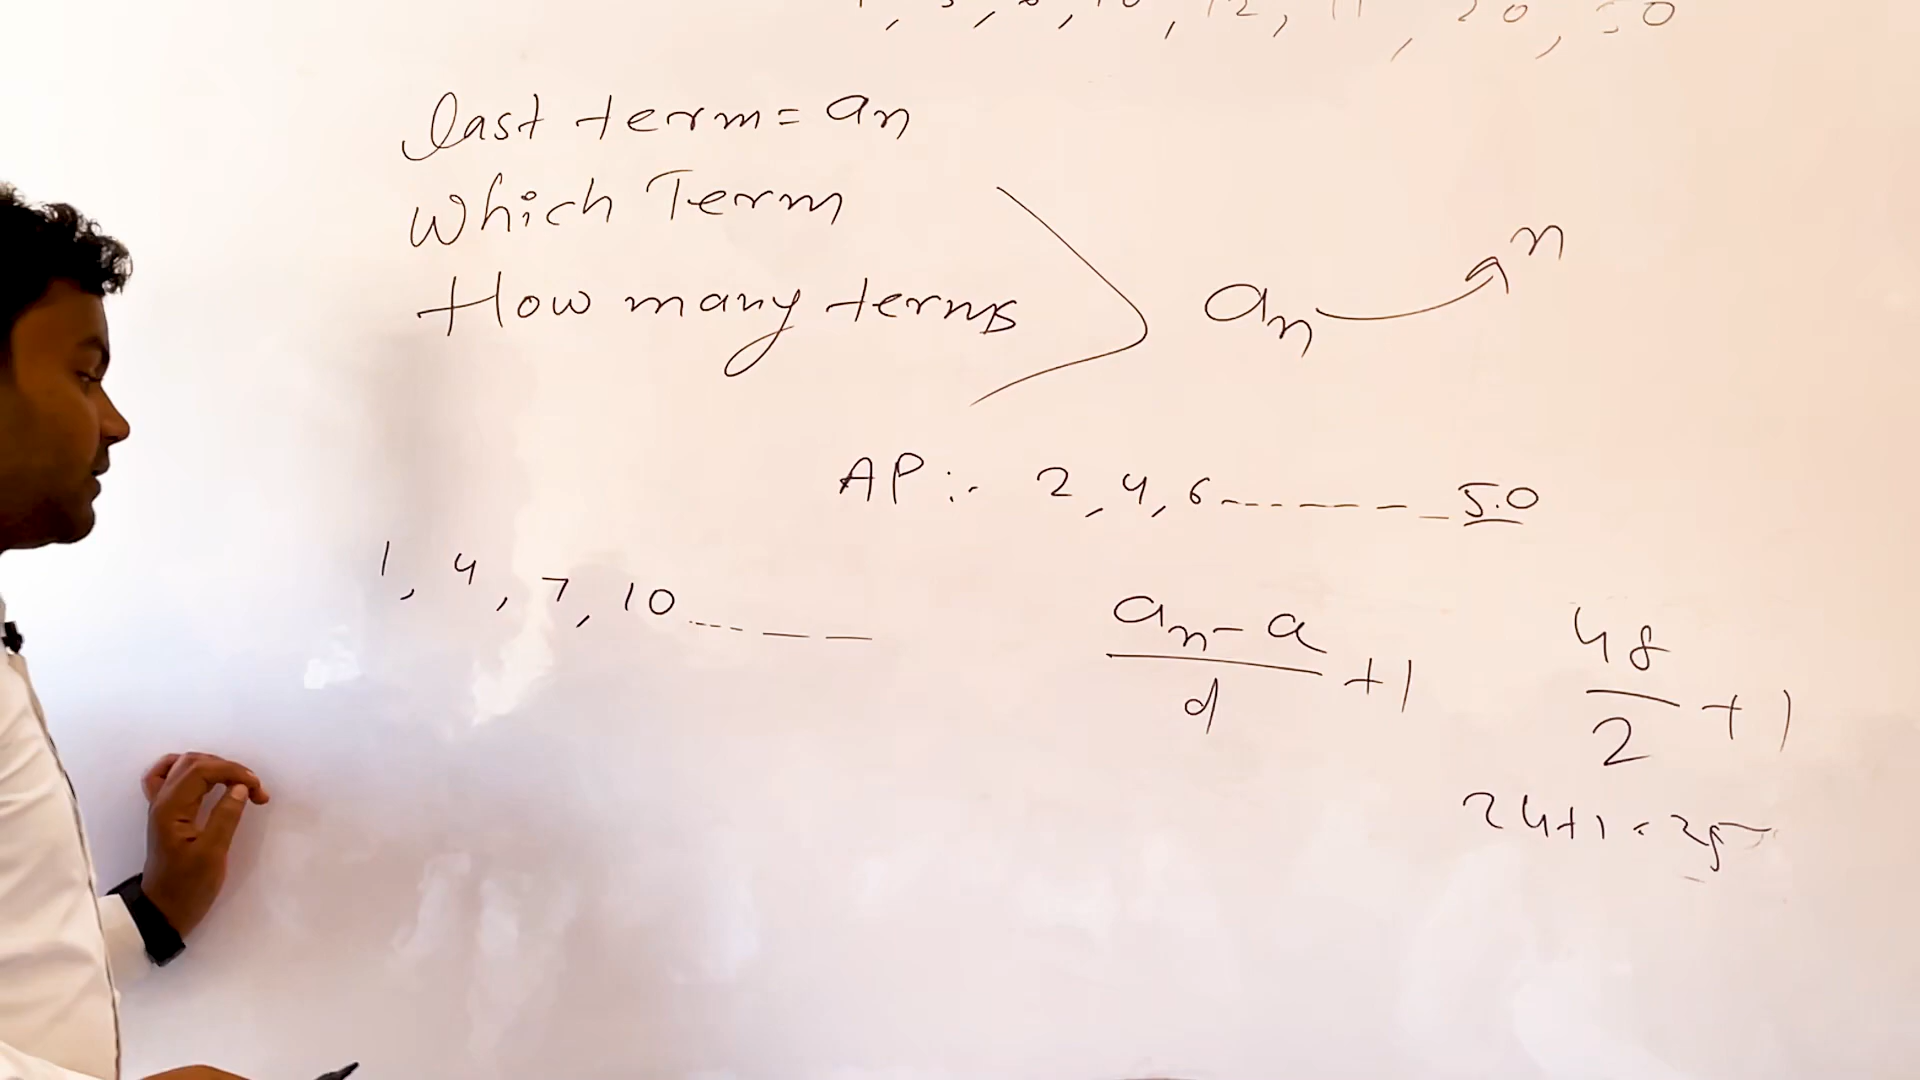 last term = an
Which Term
How many terms
an n
AP :- 2, 4, 6 ------- 50
1, 4, 7, 10 ------
an - a / d + 1
48 / 2 + 1
24+1 = 25